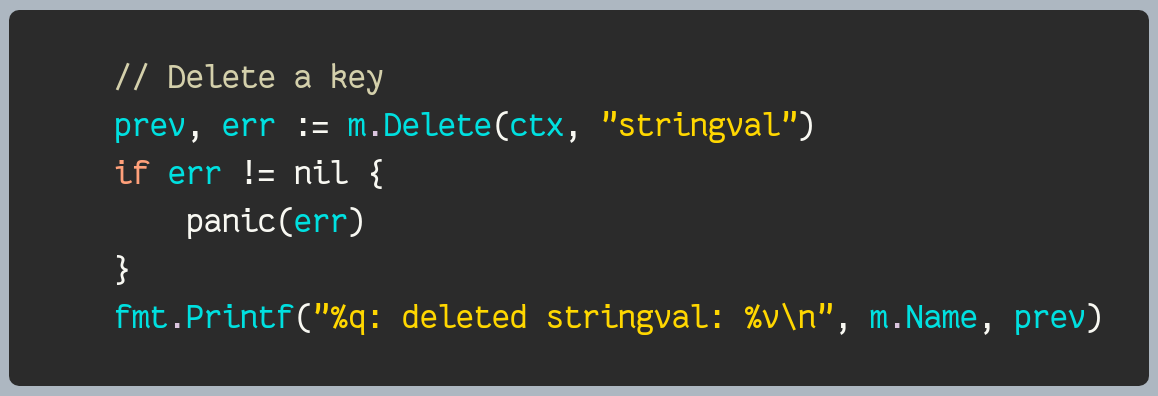 // Delete a key
prev, err := m.Delete(ctx, "stringval")
if err != nil {
    panic(err)
}
fmt.Printf("%q: deleted stringval: %v\n", m.Name, prev)